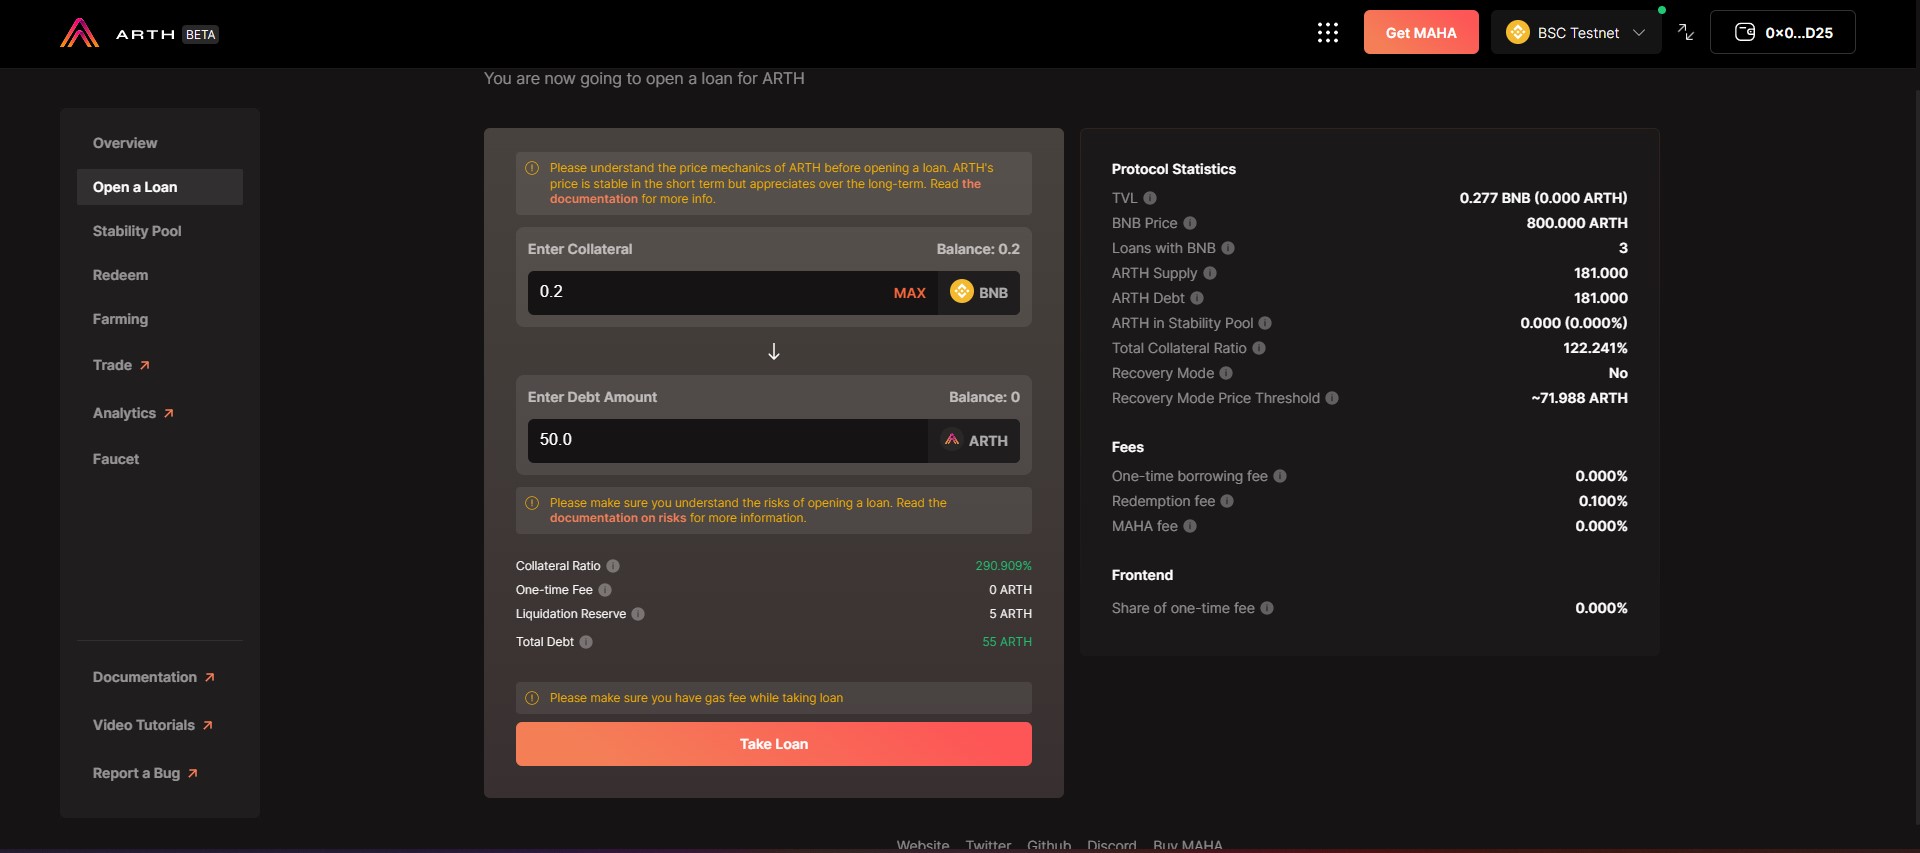 ARTH BETA
Get MAHA
BSC Testnet
0×0...D25
You are now going to open a loan for ARTH
Overview
Open a Loan
Stability Pool
Redeem
Farming
Trade
Analytics
Faucet
Documentation
Video Tutorials
Report a Bug
Please understand the price mechanics of ARTH before opening a loan. ARTH's
price is stable in the short term but appreciates over the long-term. Read the
documentation for more info.
Enter Collateral Balance: 0.2
0.2 MAX BNB
Enter Debt Amount Balance: 0
50.0 ARTH
Please make sure you understand the risks of opening a loan. Read the
documentation on risks for more information.
Collateral Ratio 290.909%
One-time Fee 0 ARTH
Liquidation Reserve 5 ARTH
Total Debt 55 ARTH
Please make sure you have gas fee while taking loan
Take Loan
Protocol Statistics
TVL 0.277 BNB (0.000 ARTH)
BNB Price 800.000 ARTH
Loans with BNB 3
ARTH Supply 181.000
ARTH Debt 181.000
ARTH in Stability Pool 0.000 (0.000%)
Total Collateral Ratio 122.241%
Recovery Mode No
Recovery Mode Price Threshold ~71.988 ARTH
Fees
One-time borrowing fee 0.000%
Redemption fee 0.100%
MAHA fee 0.000%
Frontend
Share of one-time fee 0.000%
Website Twitter Github Discord Buy MAHA